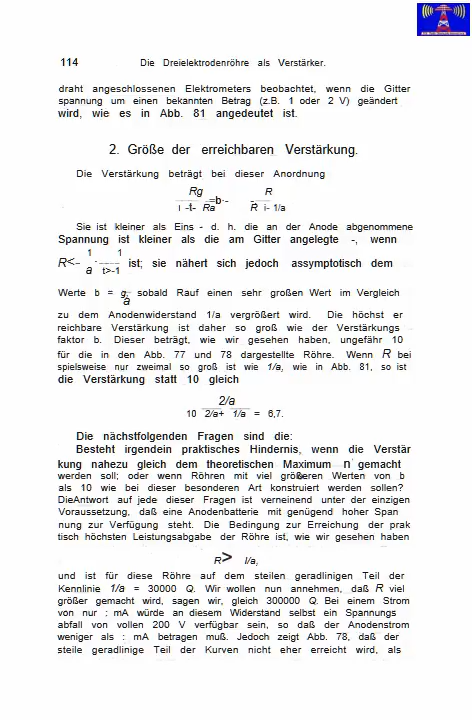 114 Die Dreielektrodenröhre als Verstärker.
draht angeschlossenen Elektrometers beobachtet, wenn die Gitter
spannung um einen bekannten Betrag (z.B. 1 oder 2 V) geändert
wird, wie es in Abb. 81 angedeutet ist.
2. Größe der erreichbaren Verstärkung.
Die Verstärkung beträgt bei dieser Anordnung
Rg R
ı -t- Ra =b·- R i- 1/a
Sie ist kleiner als Eins - d. h. die an der Anode abgenommene
Spannung ist kleiner als die am Gitter angelegte -, wenn
1 1
R<– · ist; sie nähert sich jedoch assymptotisch dem
a t>-1
Werte b = g, sobald Rauf einen sehr großen Wert im Vergleich
a
zu dem Anodenwiderstand 1/a vergrößert wird. Die höchst er
reichbare Verstärkung ist daher so groß wie der Verstärkungs
faktor b. Dieser beträgt, wie wir gesehen haben, ungefähr 10
für die in den Abb. 77 und 78 dargestellte Röhre. Wenn R bei
spielsweise nur zweimal so groß ist wie 1/a, wie in Abb. 81, so ist
die Verstärkung statt 10 gleich
2/a
10 2/a+ 1/a = 6,7.
Die nächstfolgenden Fragen sind die:
Besteht irgendein praktisches Hindernis, wenn die Verstär
kung nahezu gleich dem theoretischen Maximum n gemacht
werden soll; oder wenn Röhren mit viel größeren Werten von b
als 10 wie bei dieser besonderen Art konstruiert werden sollen?
DieAntwort auf jede dieser Fragen ist verneinend unter der einzigen
Voraussetzung, daß eine Anodenbatterie mit genügend hoher Span
nung zur Verfügung steht. Die Bedingung zur Erreichung der prak
tisch höchsten Leistungsabgabe der Röhre ist, wie wir gesehen haben
R> l/a,
und ist für diese Röhre auf dem steilen geradlinigen Teil der
Kennlinie 1/a = 30000 Q. Wir wollen nun annehmen, daß R viel
größer gemacht wird, sagen wir, gleich 300000 Q. Bei einem Strom
von nur : mA würde an diesem Widerstand selbst ein Spannungs
abfall von vollen 200 V verfügbar sein, so daß der Anodenstrom
weniger als : mA betragen muß. Jedoch zeigt Abb. 78, daß der
steile geradlinige Teil der Kurven nicht eher erreicht wird, als